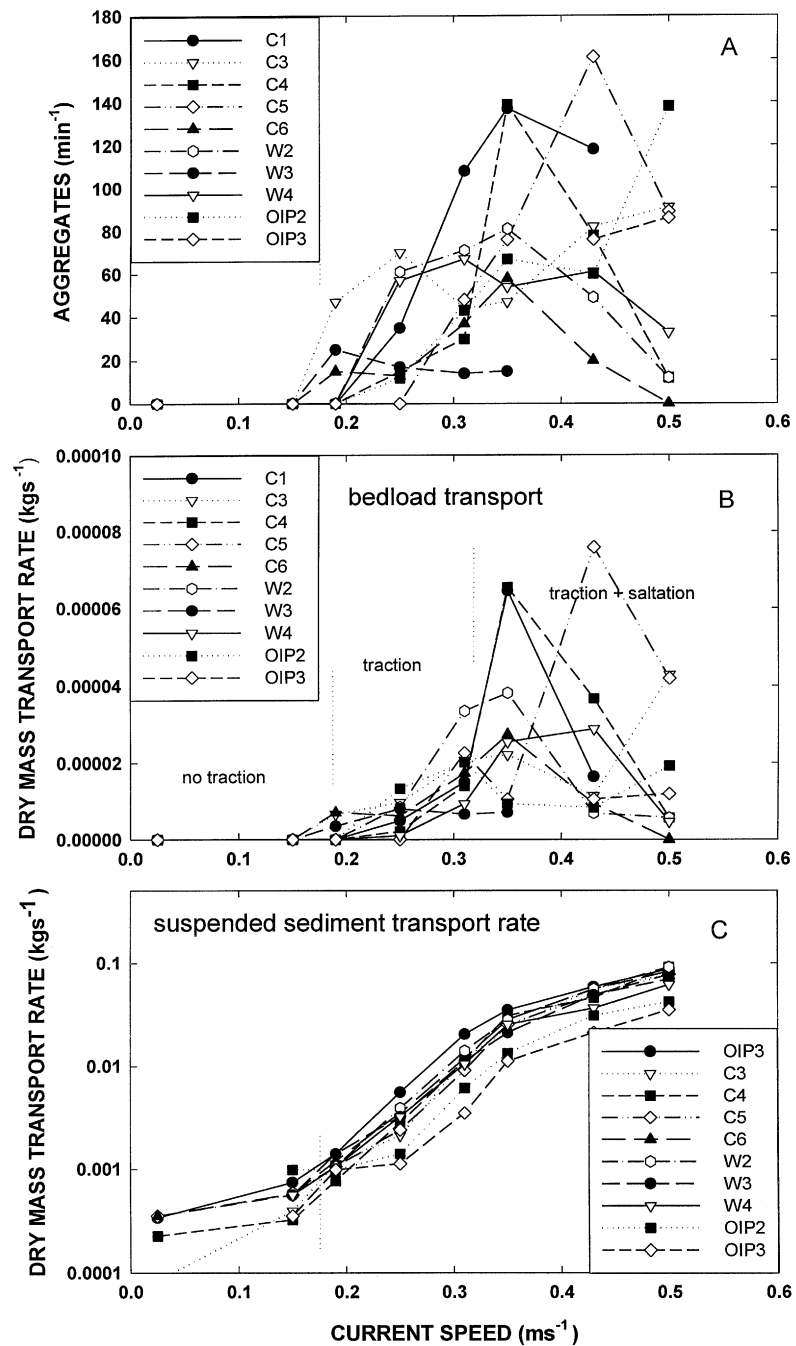 180
160
140
120
100
80
60
40
20
0
AGGREGATES (min-1)
C1
C3
C4
C5
C6
W2
W3
W4
OIP2
OIP3
A
0.0 0.1 0.2 0.3 0.4 0.5 0.6
0.00010
0.00008
0.00006
0.00004
0.00002
0.00000
DRY MASS TRANSPORT RATE (kgs-1)
C1
C3
C4
C5
C6
W2
W3
W4
OIP2
OIP3
bedload transport
B
traction + saltation
traction
no traction
0.0 0.1 0.2 0.3 0.4 0.5 0.6
suspended sediment transport rate
C
0.1
0.01
0.001
0.0001
DRY MASS TRANSPORT RATE (kgs-1)
OIP3
C3
C4
C5
C6
W2
W3
W4
OIP2
OIP3
0.0 0.1 0.2 0.3 0.4 0.5 0.6
CURRENT SPEED (ms-1)